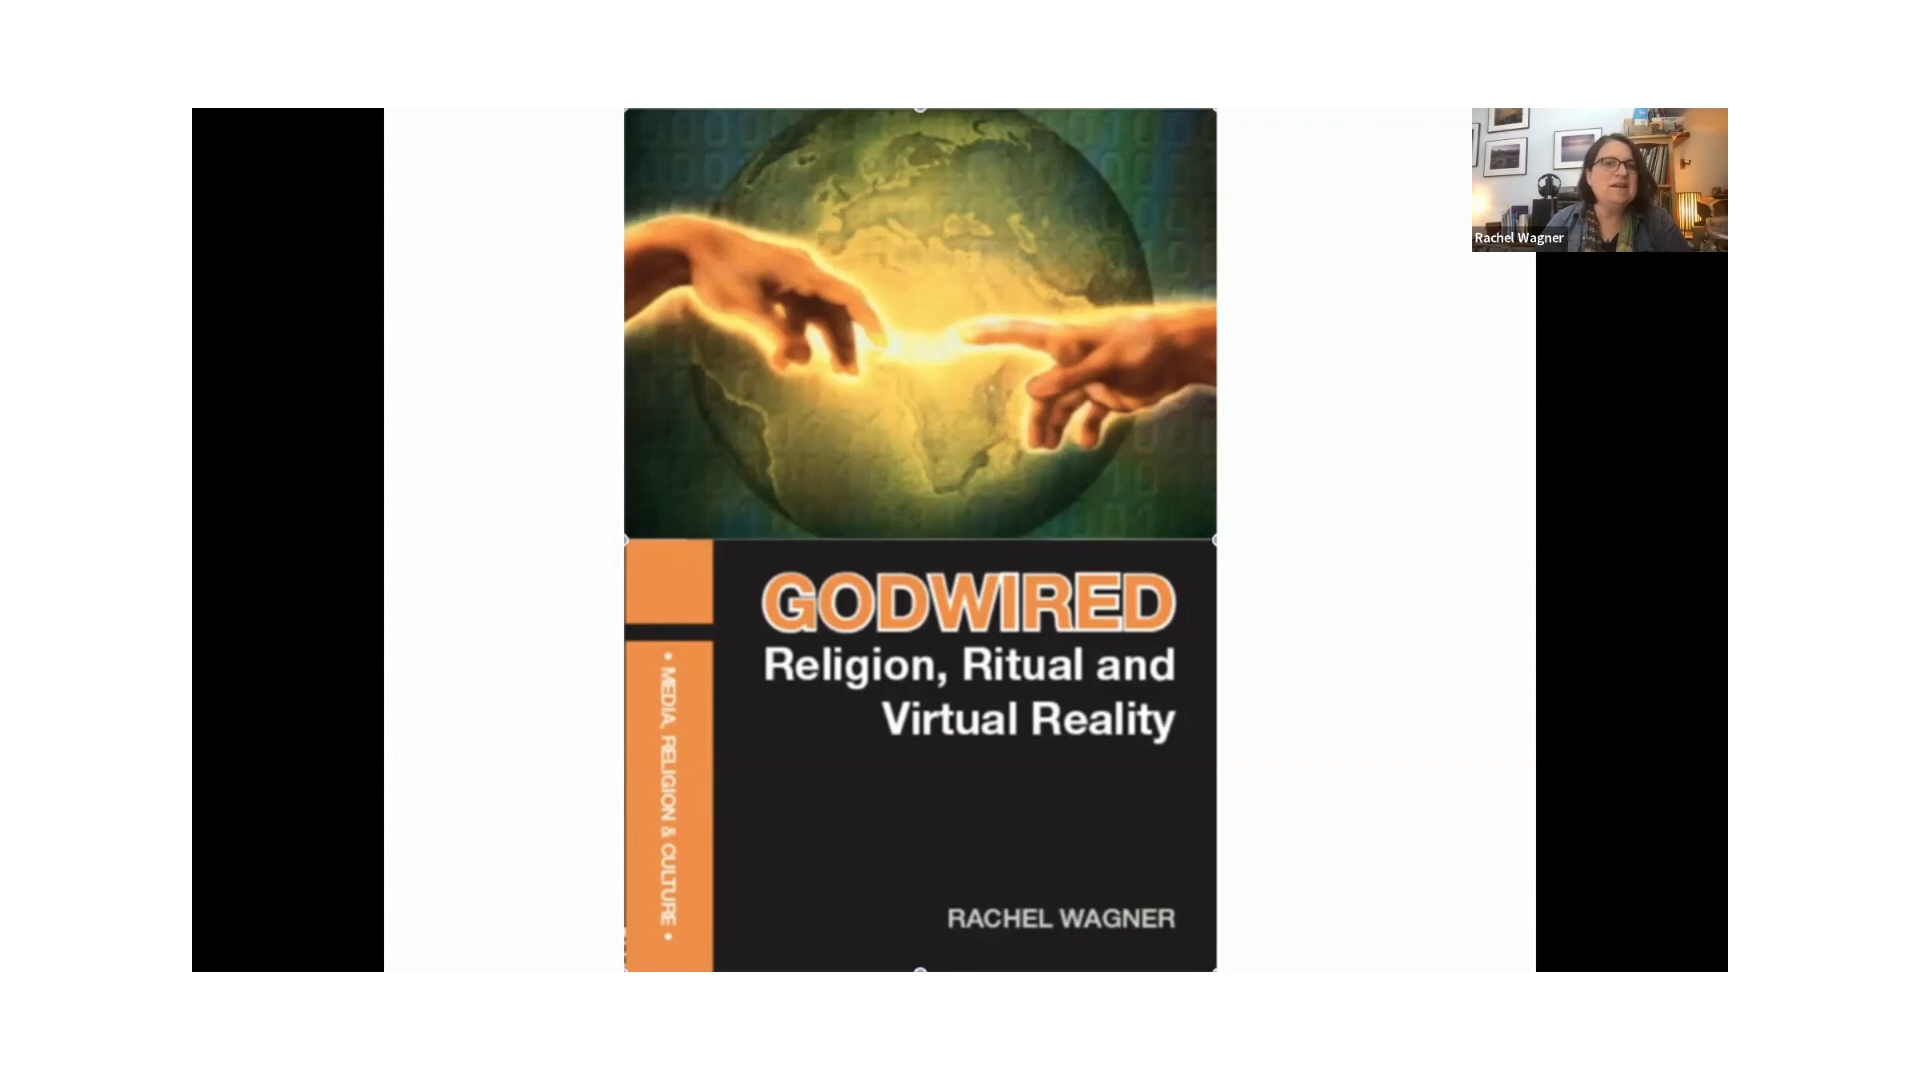 GODWIRED
Religion, Ritual and
Virtual Reality
• MEDIA, RELIGION & CULTURE •
RACHEL WAGNER
Rachel Wagner